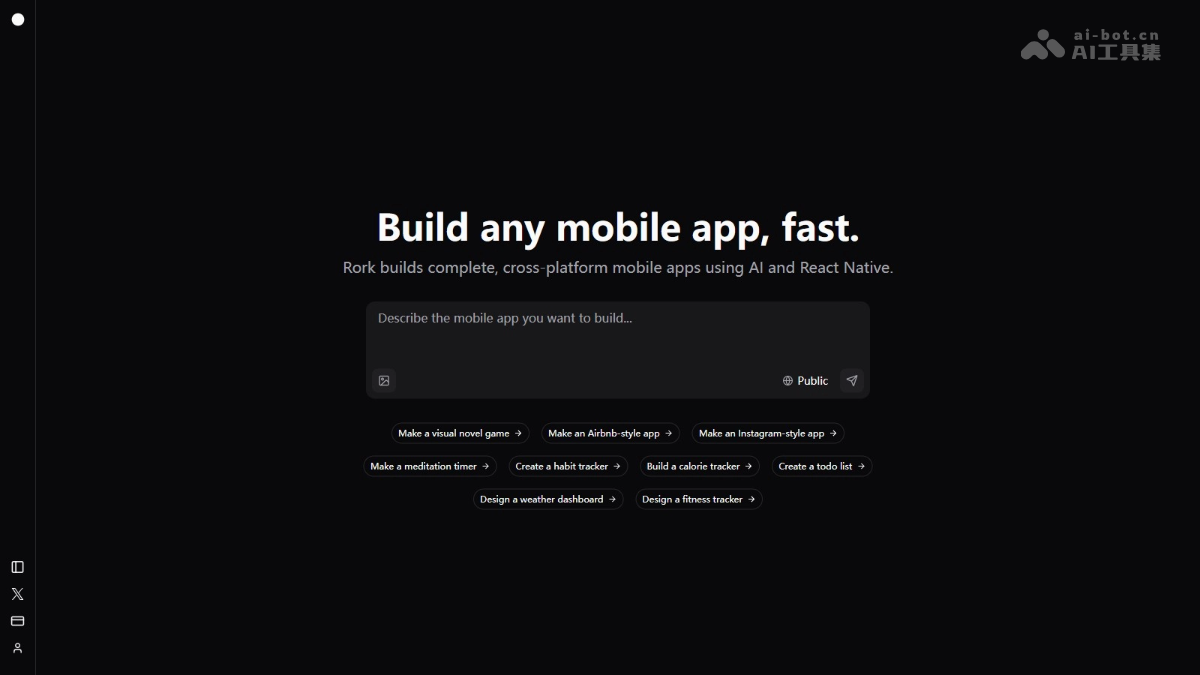 ai-bot.cn
AI工具集
Build any mobile app, fast.
Rork builds complete, cross-platform mobile apps using AI and React Native.
Describe the mobile app you want to build...
Public
Make a visual novel game → Make an Airbnb-style app → Make an Instagram-style app →
Make a meditation timer → Create a habit tracker → Build a calorie tracker → Create a todo list →
Design a weather dashboard → Design a fitness tracker →